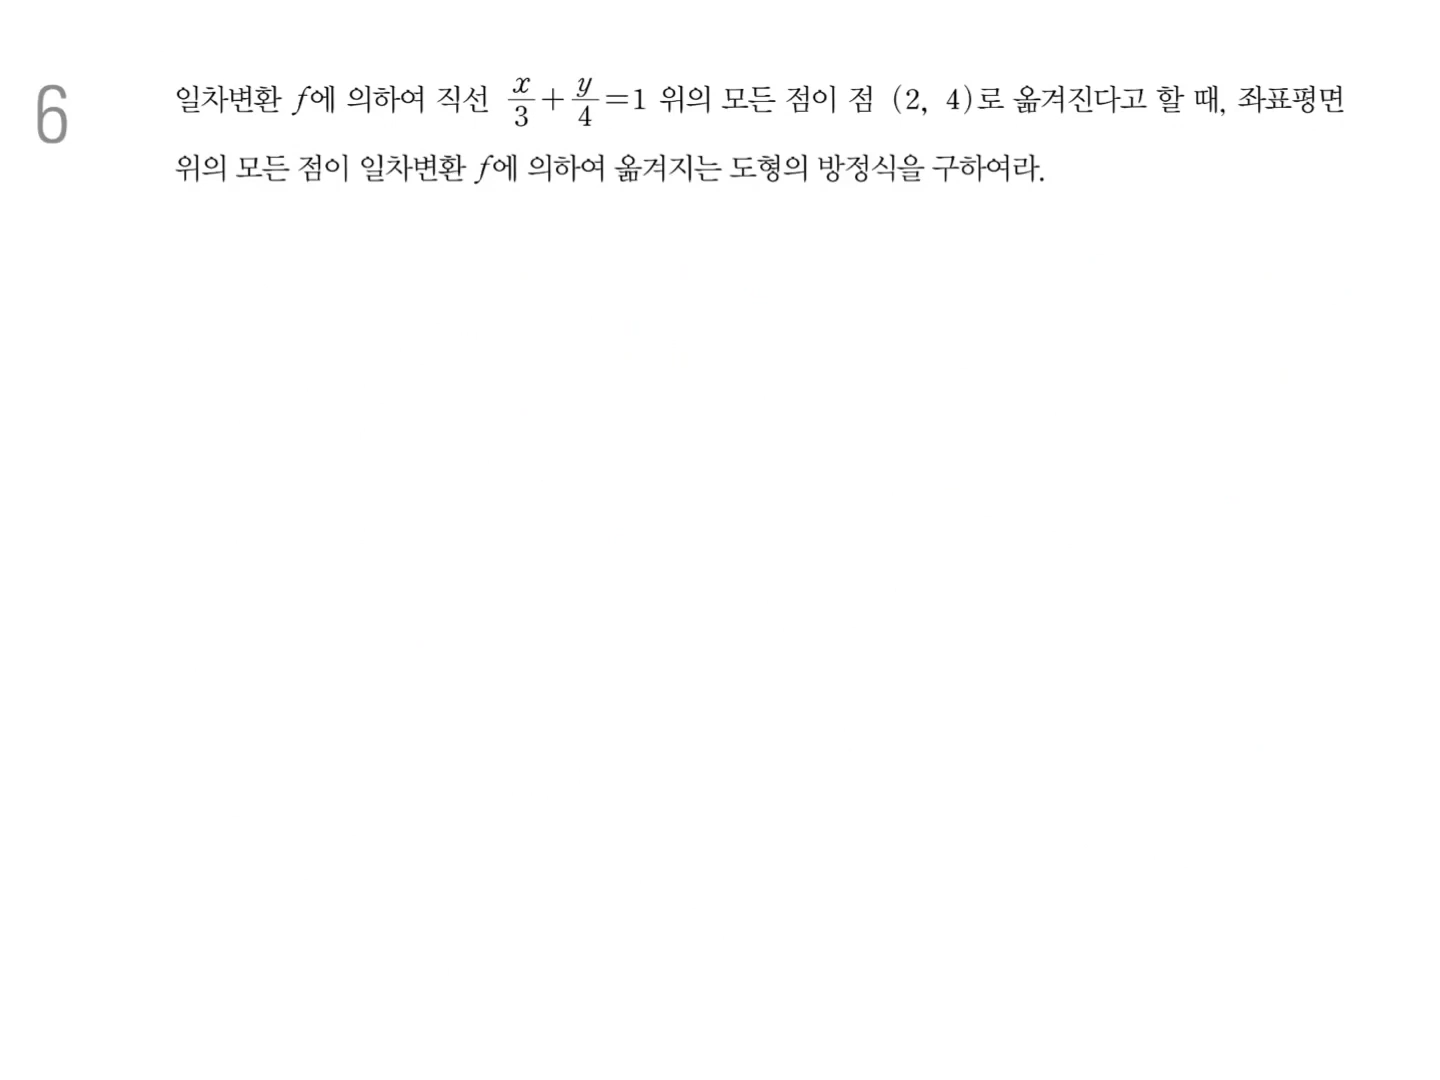 6
일차변환 f에 의하여 직선 x/3+y/4=1 위의 모든 점이 점 (2, 4)로 옮겨진다고 할 때, 좌표평면
위의 모든 점이 일차변환 f에 의하여 옮겨지는 도형의 방정식을 구하여라.